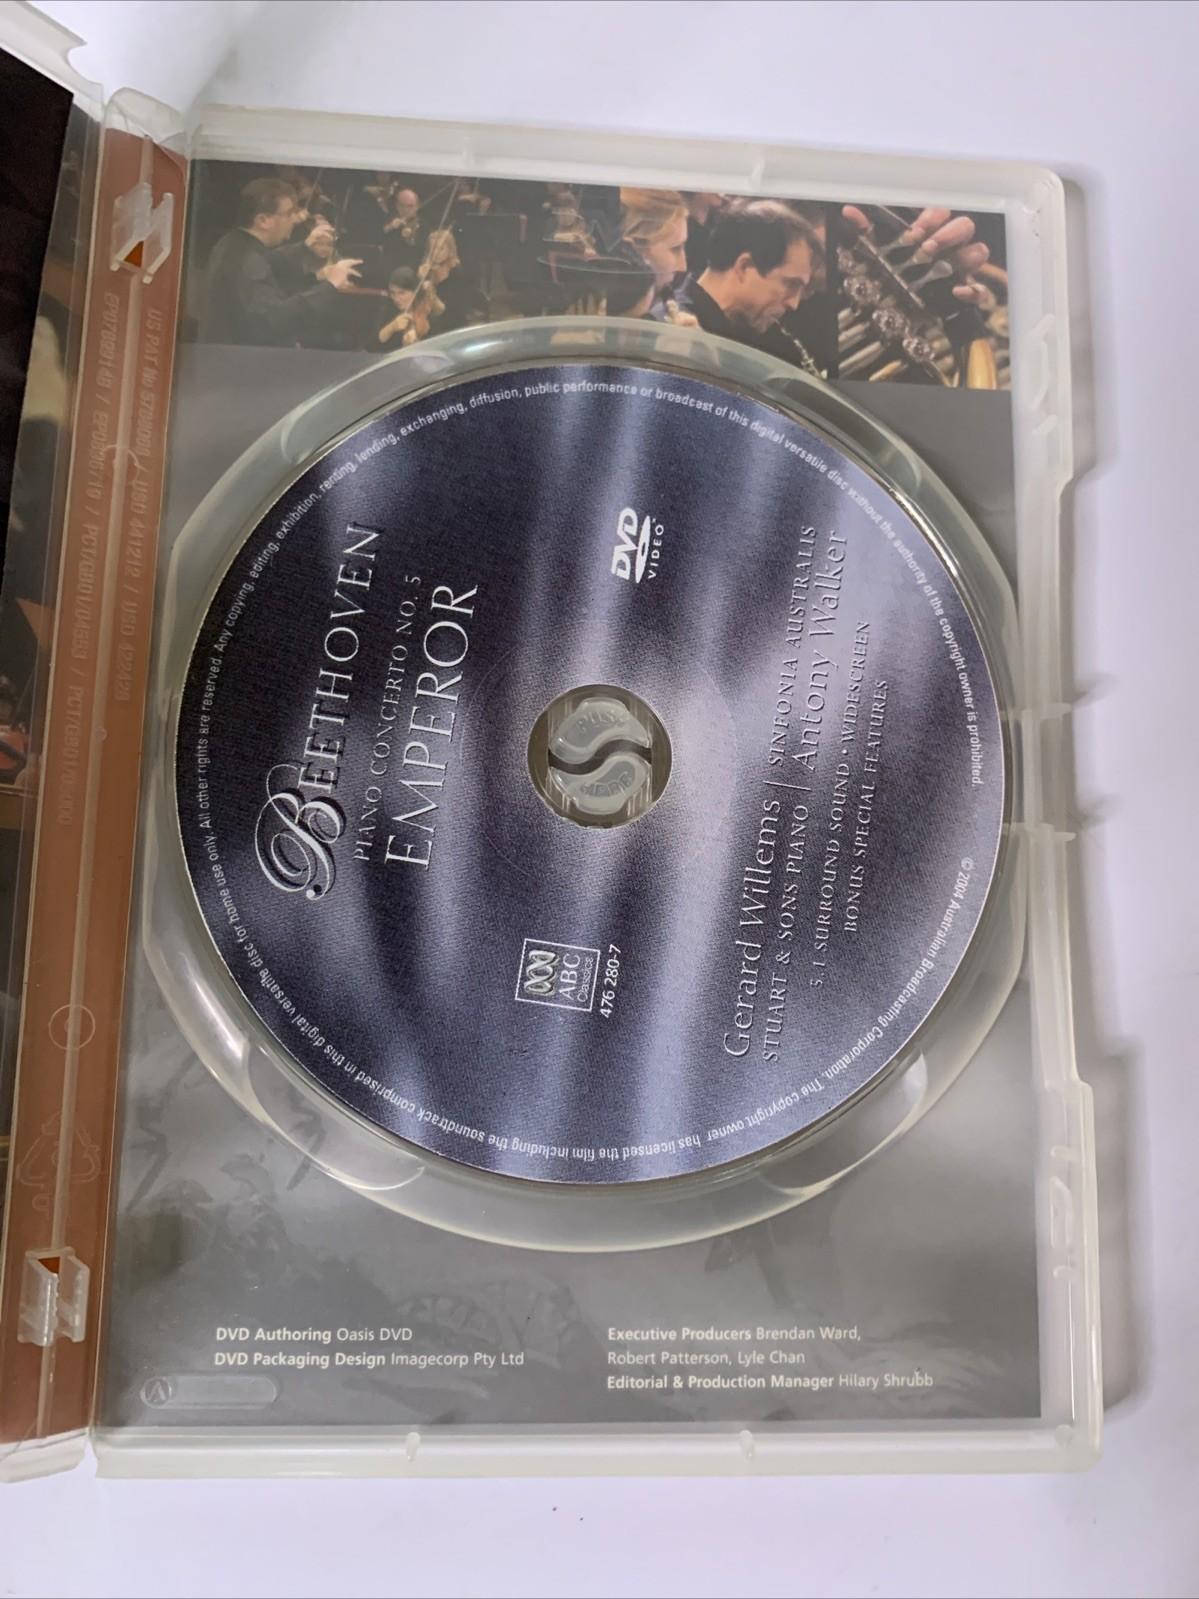 BEETHOVEN
PIANO CONCERTO NO. 5
EMPEROR
DVD
VIDEO
ABC
Classics
476 280-7
Gerard Willems | SINFONIA AUSTRALIS
STUART & SONS PIANO | Antony Walker
5.1 SURROUND SOUND • WIDESCREEN
BONUS SPECIAL FEATURES
© 2004 Australian Broadcasting Corporation. The copyright owner has licensed the film including the soundtrack comprised in this digital versatile disc for home use only. All other rights are reserved. Any copying, editing, exhibition, renting, lending, exchanging, diffusion, public performance or broadcast of this digital versatile disc without the authority of the copyright owner is prohibited.
DVD Authoring Oasis DVD
DVD Packaging Design Imagecorp Pty Ltd
Executive Producers Brendan Ward,
Robert Patterson, Lyle Chan
Editorial & Production Manager Hilary Shrubb